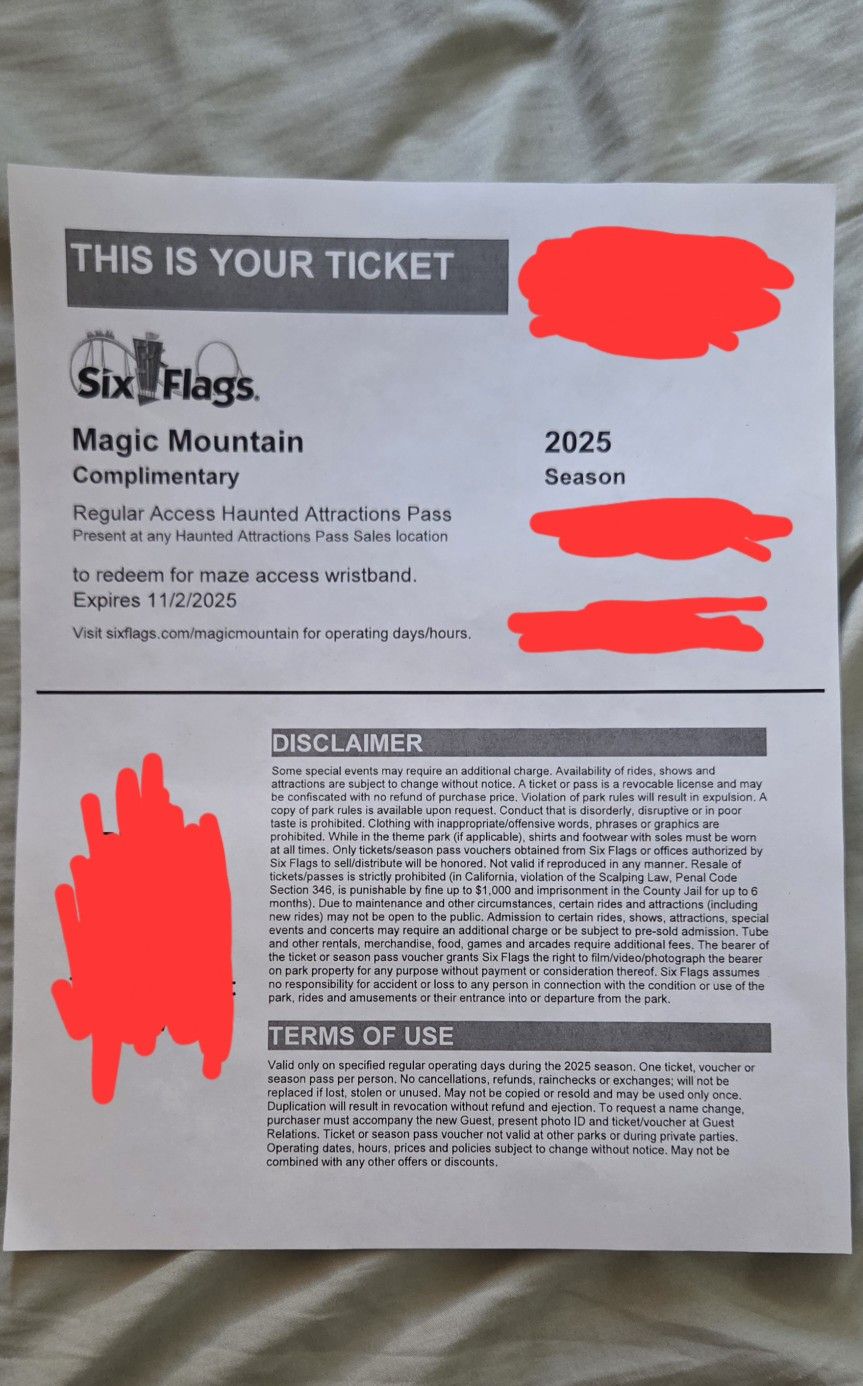 THIS IS YOUR TICKET
Six Flags.
Magic Mountain
2025
Complimentary
Season
Regular Access Haunted Attractions Pass
Present at any Haunted Attractions Pass Sales location
to redeem for maze access wristband.
Expires 11/2/2025
Visit sixflags.com/magicmountain for operating days/hours.
DISCLAIMER
Some special events may require an additional charge. Availability of rides, shows and
attractions are subject to change without notice. A ticket or pass is a revocable license and may
be confiscated with no refund of purchase price. Violation of park rules will result in expulsion. A
copy of park rules is available upon request. Conduct that is disorderly, disruptive or in poor
taste is prohibited. Clothing with inappropriate/offensive words, phrases or graphics are
prohibited. While in the theme park (if applicable), shirts and footwear with soles must be worn
at all times. Only tickets/season pass vouchers obtained from Six Flags or offices authorized by
Six Flags to sell/distribute will be honored. Not valid if reproduced in any manner. Resale of
tickets/passes is strictly prohibited (in California, violation of the Scalping Law, Penal Code
Section 346, is punishable by fine up to $1,000 and imprisonment in the County Jail for up to 6
months). Due to maintenance and other circumstances, certain rides and attractions (including
new rides) may not be open to the public. Admission to certain rides, shows, attractions, special
events and concerts may require an additional charge or be subject to pre-sold admission. Tube
and other rentals, merchandise, food, games and arcades require additional fees. The bearer of
the ticket or season pass voucher grants Six Flags the right to film/video/photograph the bearer
on park property for any purpose without payment or consideration thereof. Six Flags assumes
no responsibility for accident or loss to any person in connection with the condition or use of the
park, rides and amusements or their entrance into or departure from the park.
TERMS OF USE
Valid only on specified regular operating days during the 2025 season. One ticket, voucher or
season pass per person. No cancellations, refunds, rainchecks or exchanges; will not be
replaced if lost, stolen or unused. May not be copied or resold and may be used only once.
Duplication will result in revocation without refund and ejection. To request a name change,
purchaser must accompany the new Guest, present photo ID and ticket/voucher at Guest
Relations. Ticket or season pass voucher not valid at other parks or during private parties.
Operating dates, hours, prices and policies subject to change without notice. May not be
combined with any other offers or discounts.